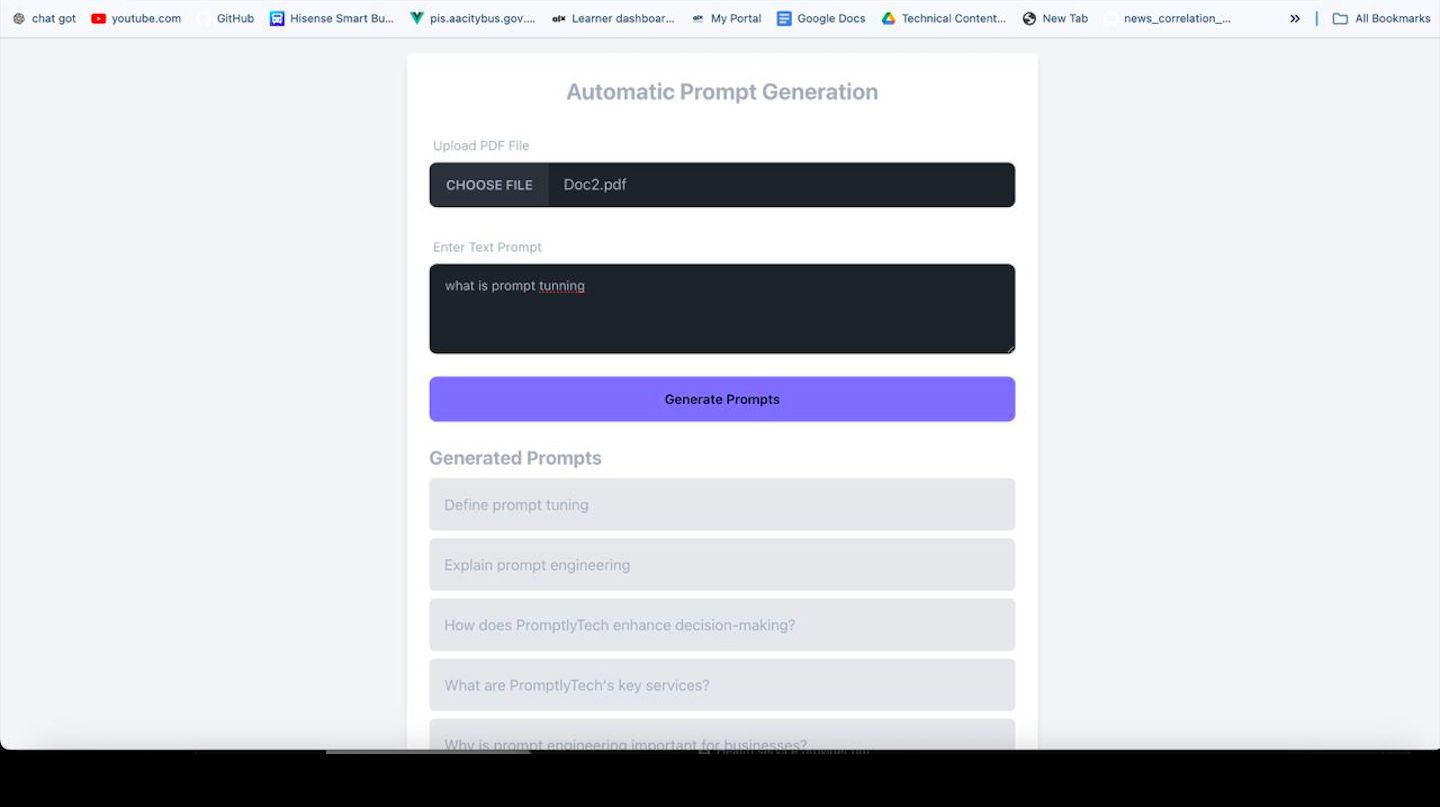 chat got youtube.com GitHub Hisense Smart Bu... pis.aacitybus.gov.... Learner dashboar... My Portal Google Docs Technical Content... New Tab news_correlation_... » All Bookmarks
Automatic Prompt Generation
Upload PDF File
CHOOSE FILE Doc2.pdf
Enter Text Prompt
what is prompt tunning
Generate Prompts
Generated Prompts
Define prompt tuning
Explain prompt engineering
How does PromptlyTech enhance decision-making?
What are PromptlyTech's key services?
Why is prompt engineering important for businesses?